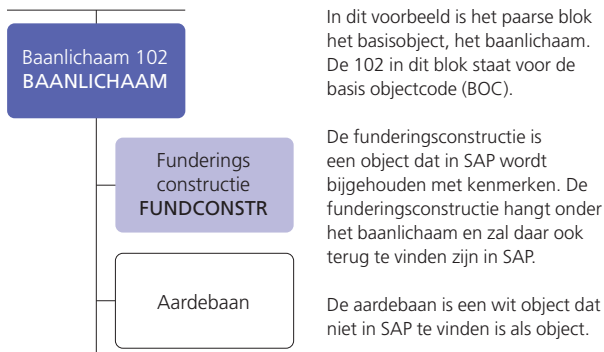 Baanlichaam 102
BAANLICHAAM
Funderings
constructie
FUNDCONSTR
Aardebaan
In dit voorbeeld is het paarse blok
het basisobject, het baanlichaam.
De 102 in dit blok staat voor de
basis objectcode (BOC).
De funderingsconstructie is
een object dat in SAP wordt
bijgehouden met kenmerken. De
funderingsconstructie hangt onder
het baanlichaam en zal daar ook
terug te vinden zijn in SAP.
De aardebaan is een wit object dat
niet in SAP te vinden is als object.